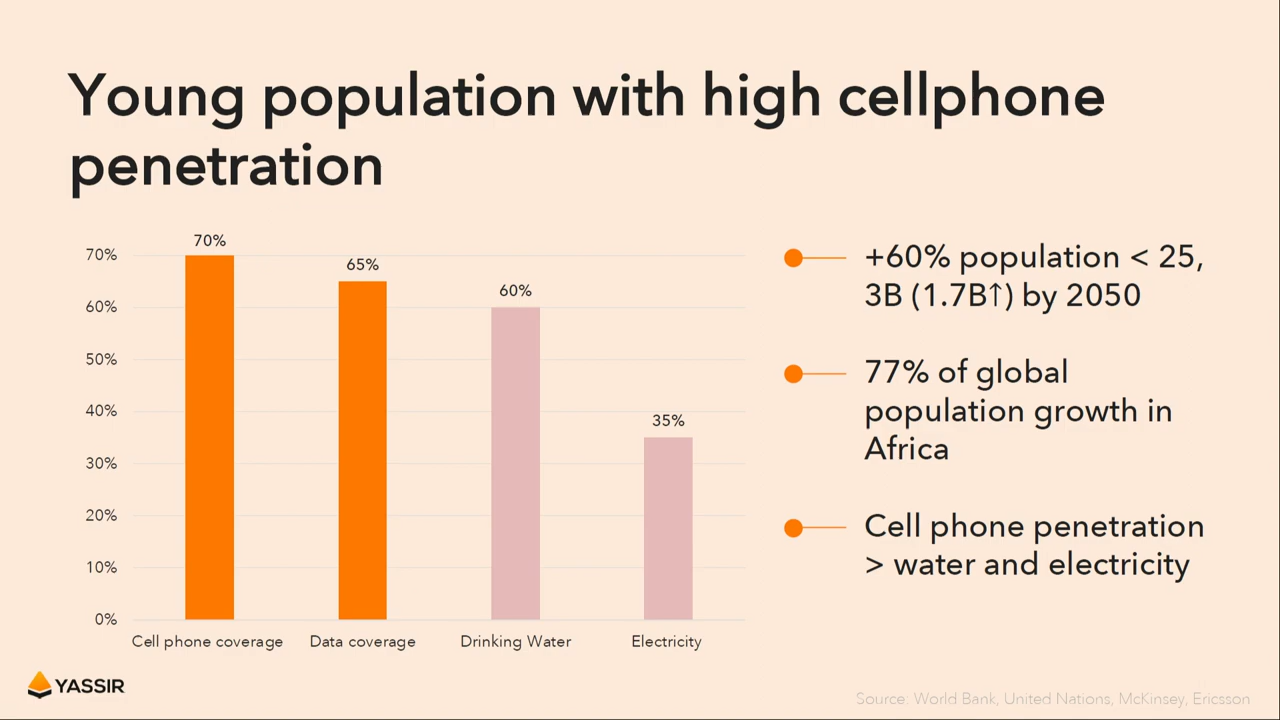 Young population with high cellphone
penetration
70%
60%
50%
40%
30%
20%
10%
0%
70%
65%
60%
35%
Cell phone coverage
Data coverage
Drinking Water
Electricity
+60% population < 25,
3B (1.7B↑) by 2050
77% of global
population growth in
Africa
Cell phone penetration
> water and electricity
YASSIR
Source: World Bank, United Nations, McKinsey, Ericsson